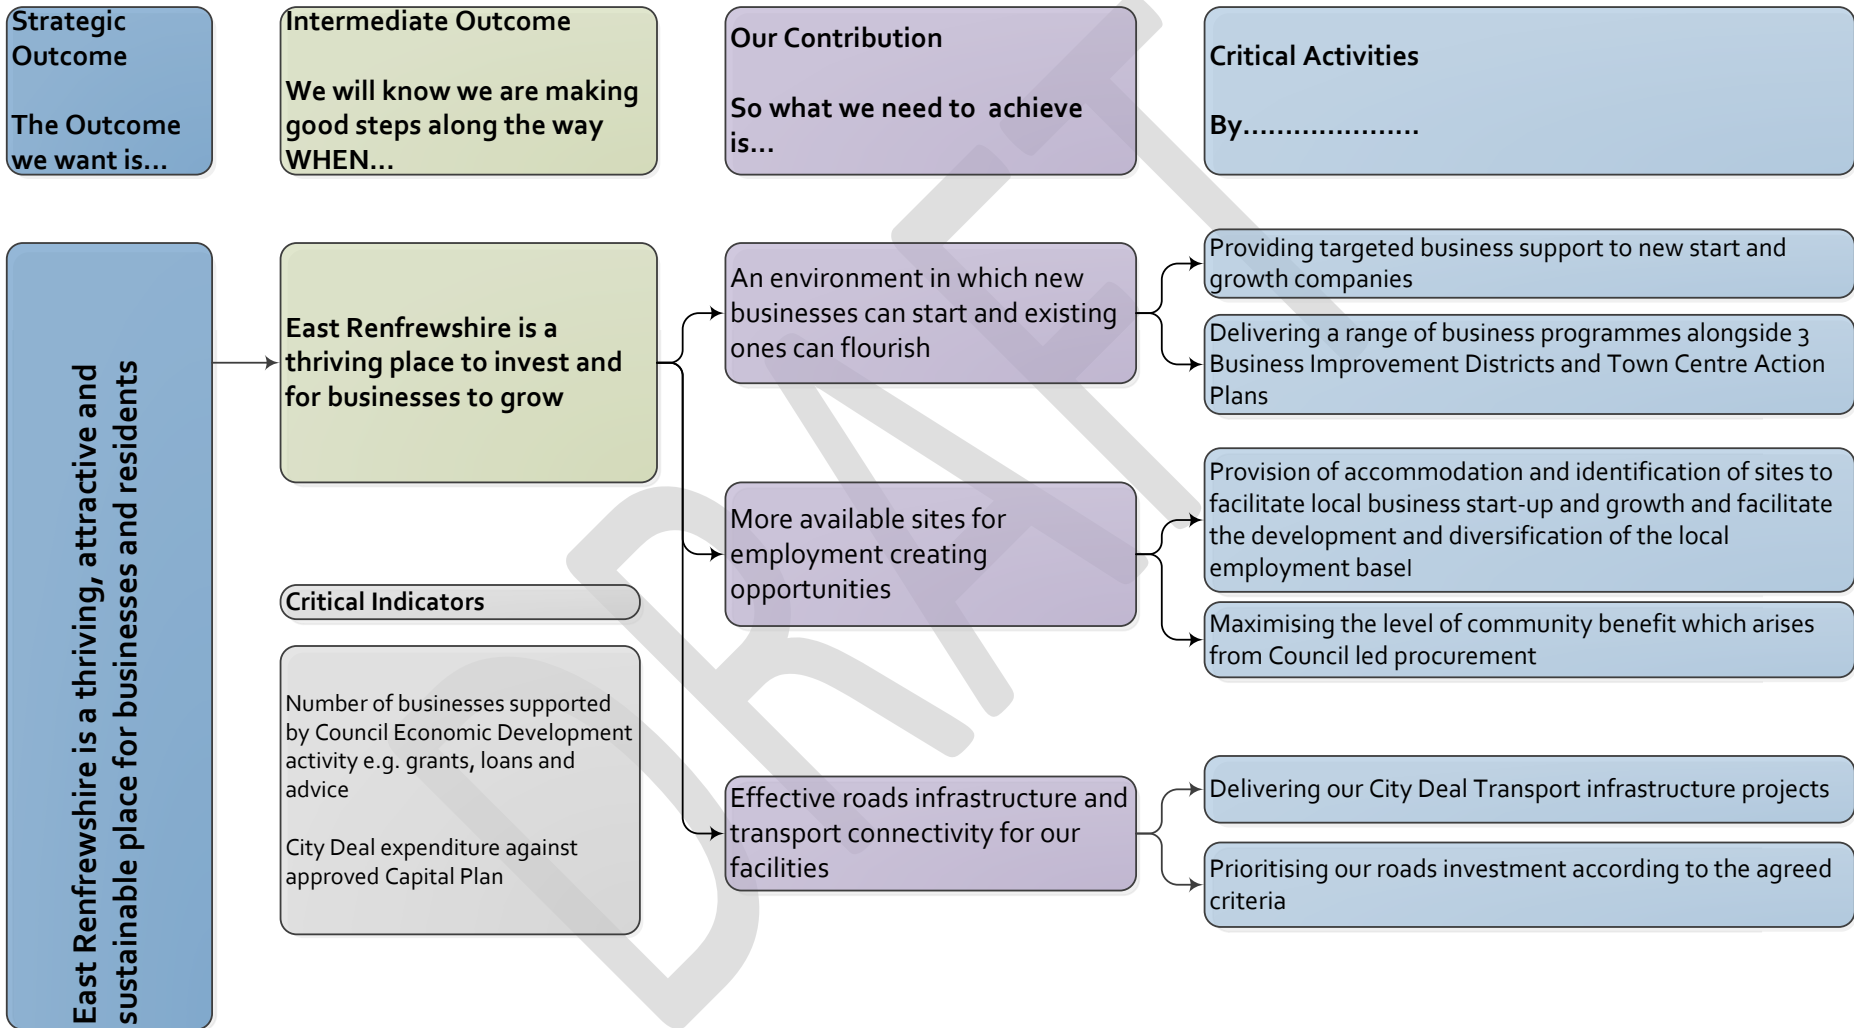 Strategic
Outcome
The Outcome
we want is...
Intermediate Outcome
We will know we are making
good steps along the way
WHEN...
Our Contribution
So what we need to achieve
is...
Critical Activities
By.....................
East Renfrewshire is a thriving, attractive and
sustainable place for businesses and residents
East Renfrewshire is a
thriving place to invest and
for businesses to grow
Critical Indicators
Number of businesses supported
by Council Economic Development
activity e.g. grants, loans and
advice
City Deal expenditure against
approved Capital Plan
An environment in which new
businesses can start and existing
ones can flourish
More available sites for
employment creating
opportunities
Effective roads infrastructure and
transport connectivity for our
facilities
Providing targeted business support to new start and
growth companies
Delivering a range of business programmes alongside 3
Business Improvement Districts and Town Centre Action
Plans
Provision of accommodation and identification of sites to
facilitate local business start-up and growth and facilitate
the development and diversification of the local
employment basel
Maximising the level of community benefit which arises
from Council led procurement
Delivering our City Deal Transport infrastructure projects
Prioritising our roads investment according to the agreed
criteria
DRAFT